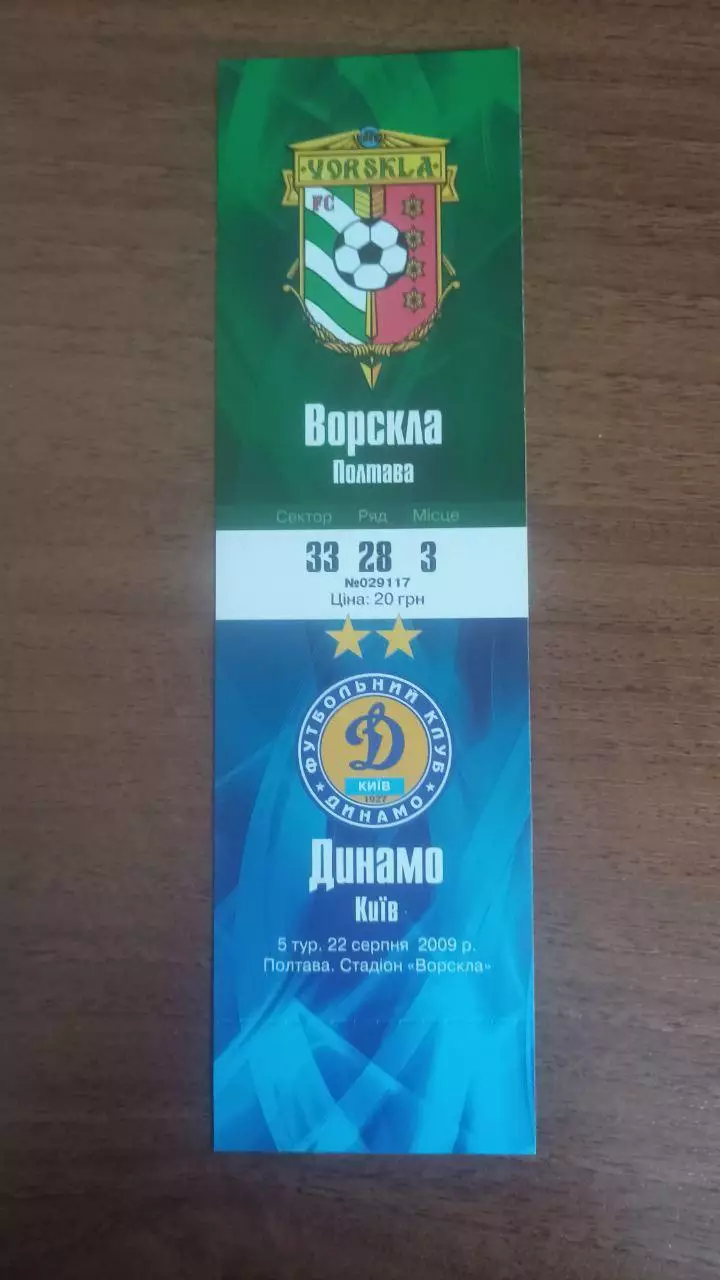 VORSKLA
FC
Ворскла
Полтава
Сектор Ряд Місце
33 28 3
№029117
Ціна: 20 грн
ФУТБОЛЬНИЙ КЛУБ
Д
КИЇВ
1927
ДИНАМО
Динамо
Київ
5 тур. 22 серпня 2009 р.
Полтава. Стадіон «Ворскла»